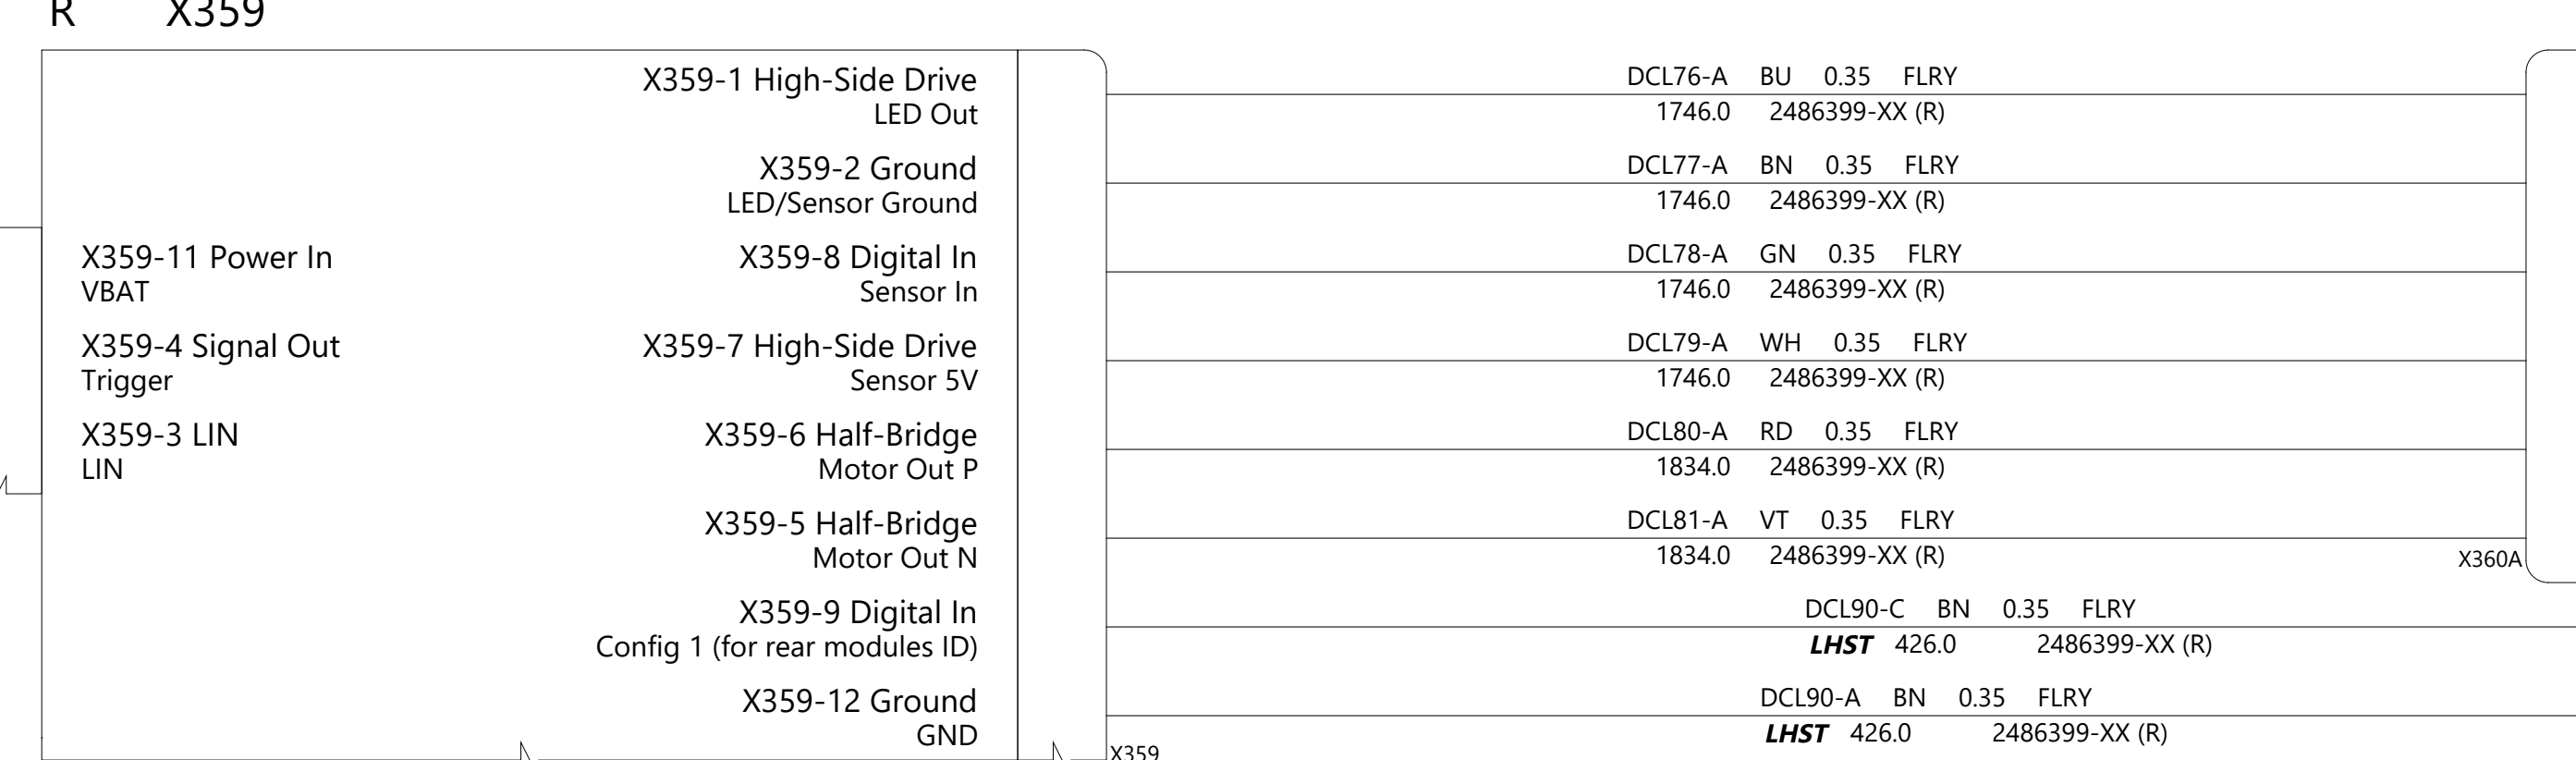 R X359
X359-1 High-Side Drive
LED Out
DCL76-A BU 0.35 FLRY
1746.0 2486399-XX (R)
X359-2 Ground
LED/Sensor Ground
DCL77-A BN 0.35 FLRY
1746.0 2486399-XX (R)
X359-11 Power In
VBAT
X359-8 Digital In
Sensor In
DCL78-A GN 0.35 FLRY
1746.0 2486399-XX (R)
X359-4 Signal Out
Trigger
X359-7 High-Side Drive
Sensor 5V
DCL79-A WH 0.35 FLRY
1746.0 2486399-XX (R)
X359-3 LIN
LIN
X359-6 Half-Bridge
Motor Out P
DCL80-A RD 0.35 FLRY
1834.0 2486399-XX (R)
X359-5 Half-Bridge
Motor Out N
DCL81-A VT 0.35 FLRY
1834.0 2486399-XX (R)
X360A
X359-9 Digital In
Config 1 (for rear modules ID)
DCL90-C BN 0.35 FLRY
LHST 426.0 2486399-XX (R)
X359-12 Ground
GND
DCL90-A BN 0.35 FLRY
LHST 426.0 2486399-XX (R)
X359